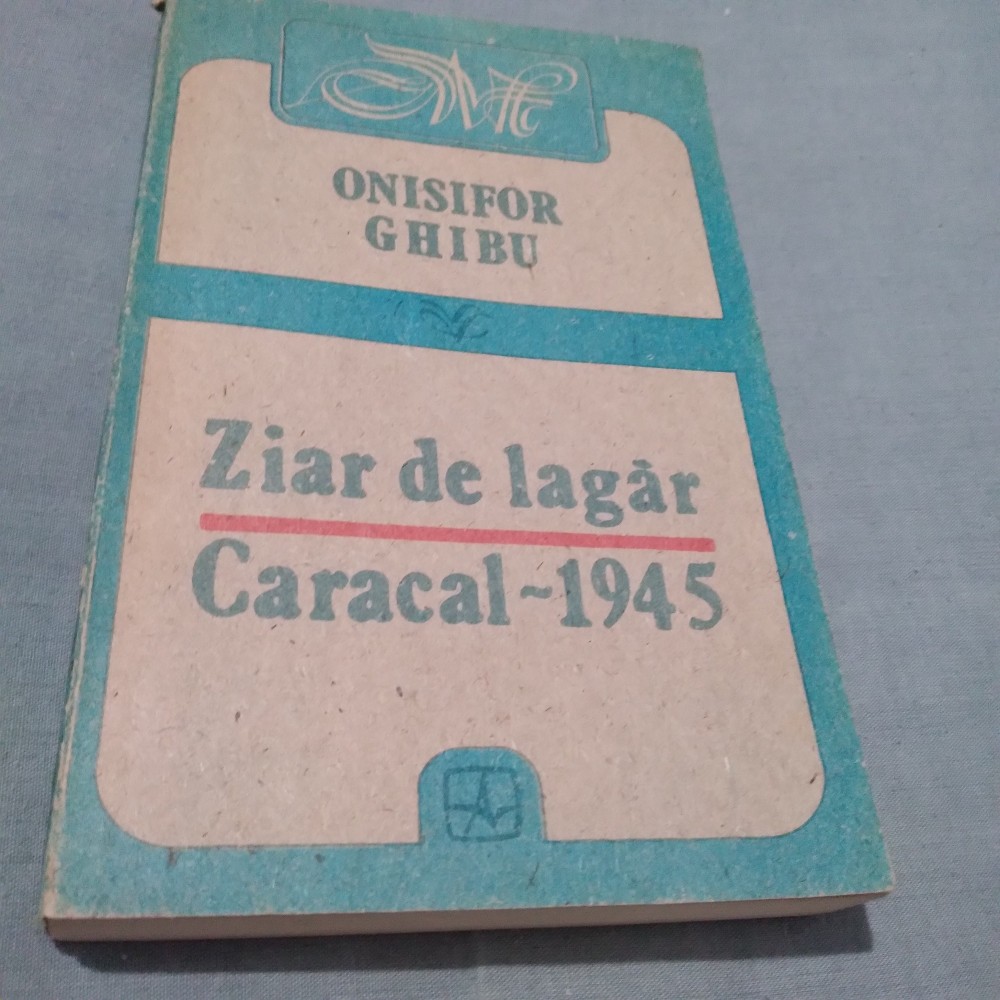 ONISIFOR
GHIBU
Ziar de lagăr
Caracal~1945